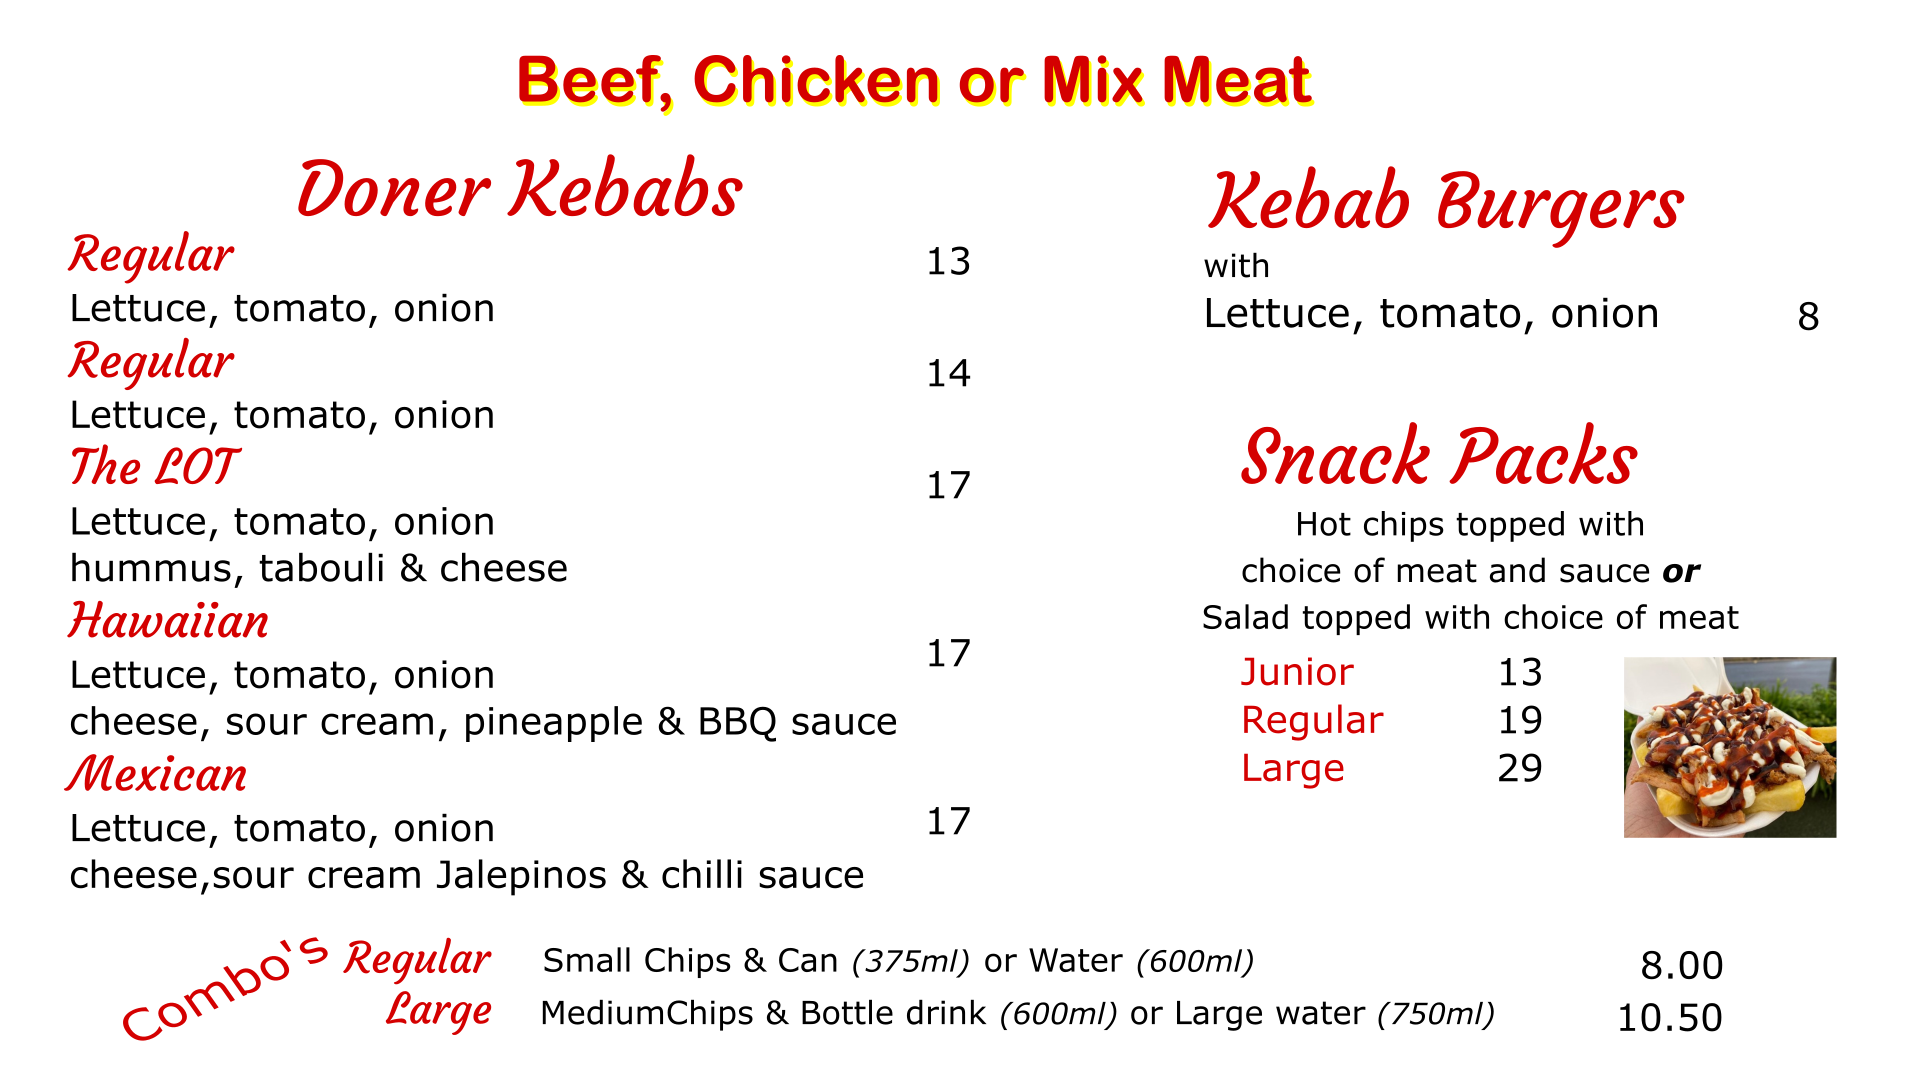 Beef, Chicken or Mix Meat
Doner Kebabs
Regular 13
Lettuce, tomato, onion
Regular 14
Lettuce, tomato, onion
The LOT 17
Lettuce, tomato, onion
hummus, tabouli & cheese
Hawaiian 17
Lettuce, tomato, onion
cheese, sour cream, pineapple & BBQ sauce
Mexican 17
Lettuce, tomato, onion
cheese,sour cream Jalepinos & chilli sauce
Kebab Burgers
with
Lettuce, tomato, onion 8
Snack Packs
Hot chips topped with
choice of meat and sauce or
Salad topped with choice of meat
Junior 13
Regular 19
Large 29
Combo's
Regular Small Chips & Can (375ml) or Water (600ml) 8.00
Large MediumChips & Bottle drink (600ml) or Large water (750ml) 10.50